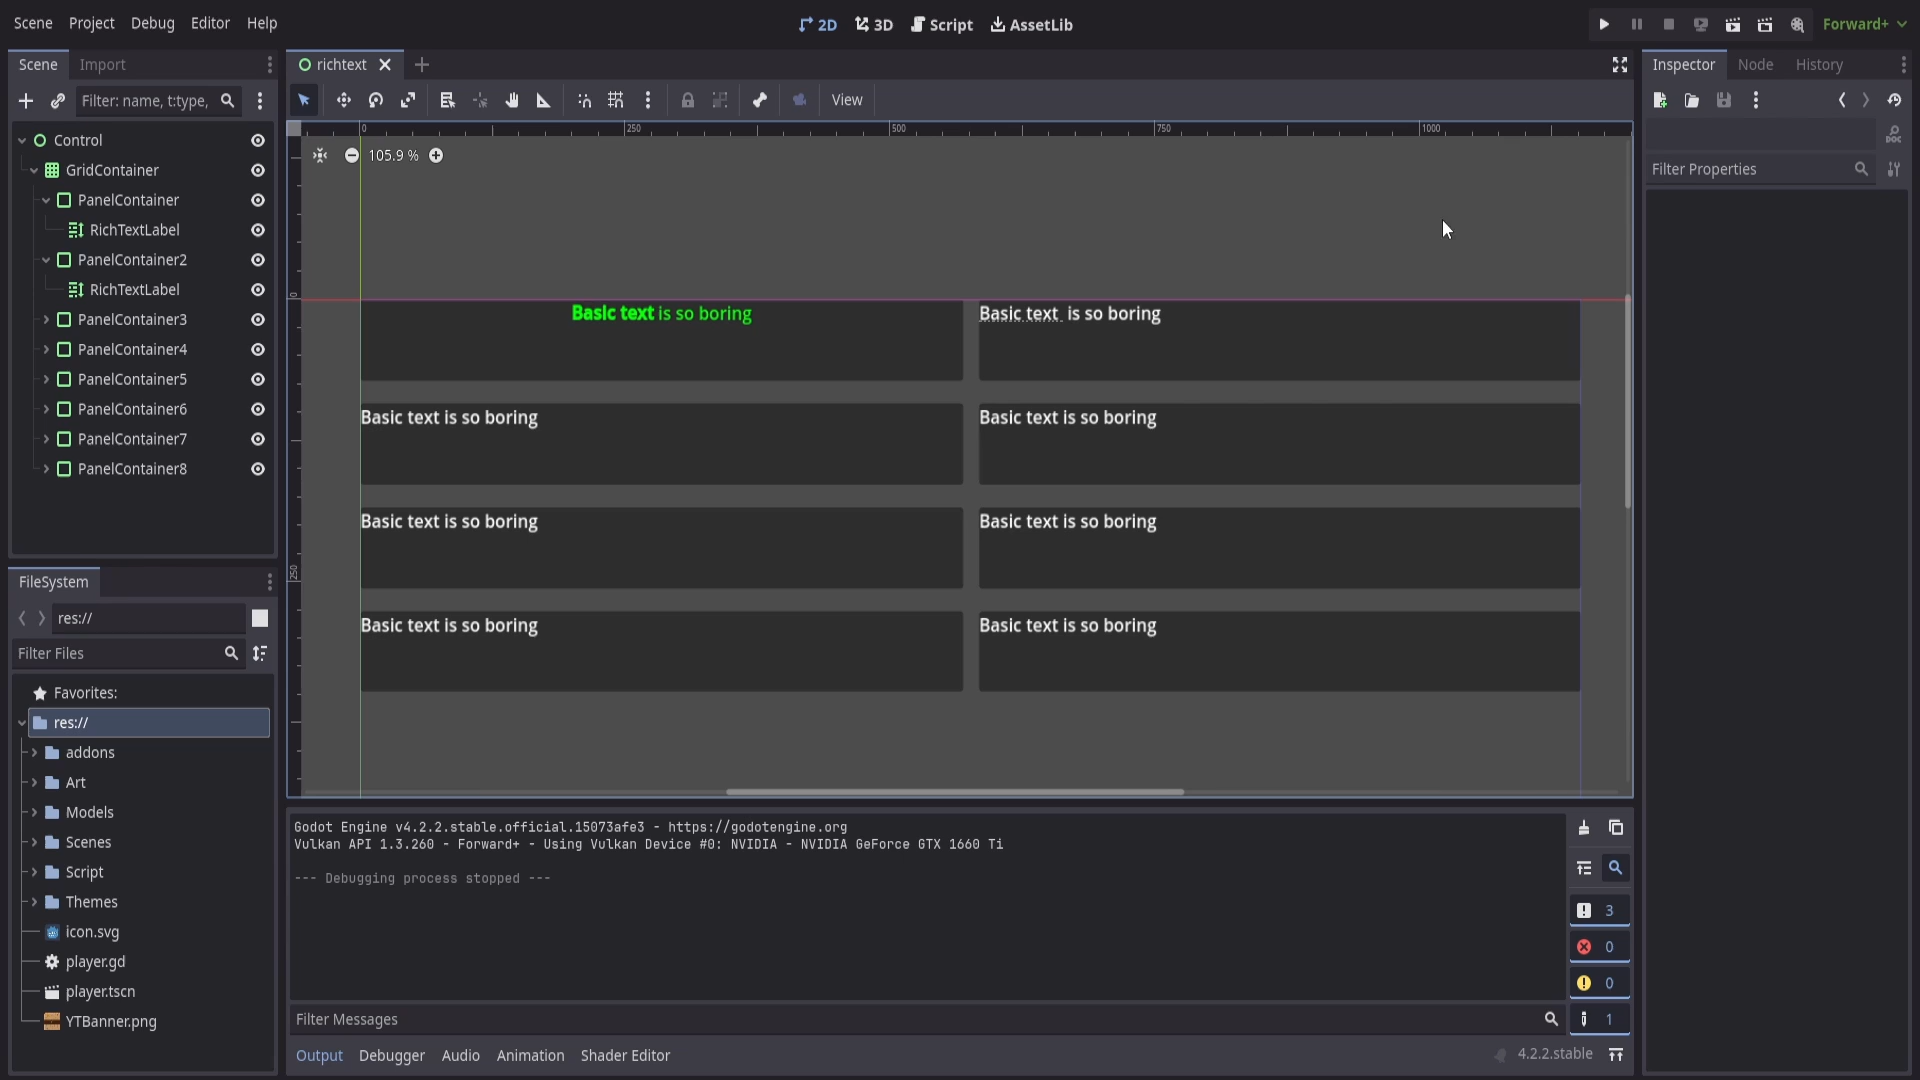 Scene Project Debug Editor Help
2D 3D Script AssetLib
Forward+
Scene Import
richtext
Inspector Node History
Filter: name, t:type,
View
0 250 500 750 1000
105.9 %
Filter Properties
DOC
Control
GridContainer
PanelContainer
RichTextLabel
PanelContainer2
RichTextLabel
PanelContainer3
PanelContainer4
PanelContainer5
PanelContainer6
PanelContainer7
PanelContainer8
0
250
Basic text is so boring
Basic text is so boring
Basic text is so boring
Basic text is so boring
Basic text is so boring
Basic text is so boring
Basic text is so boring
Basic text is so boring
FileSystem
res://
Filter Files
Favorites:
res://
addons
Art
Models
Scenes
Script
Themes
icon.svg
player.gd
player.tscn
YTBanner.png
Godot Engine v4.2.2.stable.official.15073afe3 - https://godotengine.org
Vulkan API 1.3.260 - Forward+ - Using Vulkan Device #0: NVIDIA - NVIDIA GeForce GTX 1660 Ti
--- Debugging process stopped ---
3
0
0
1
Filter Messages
Output Debugger Audio Animation Shader Editor
4.2.2.stable